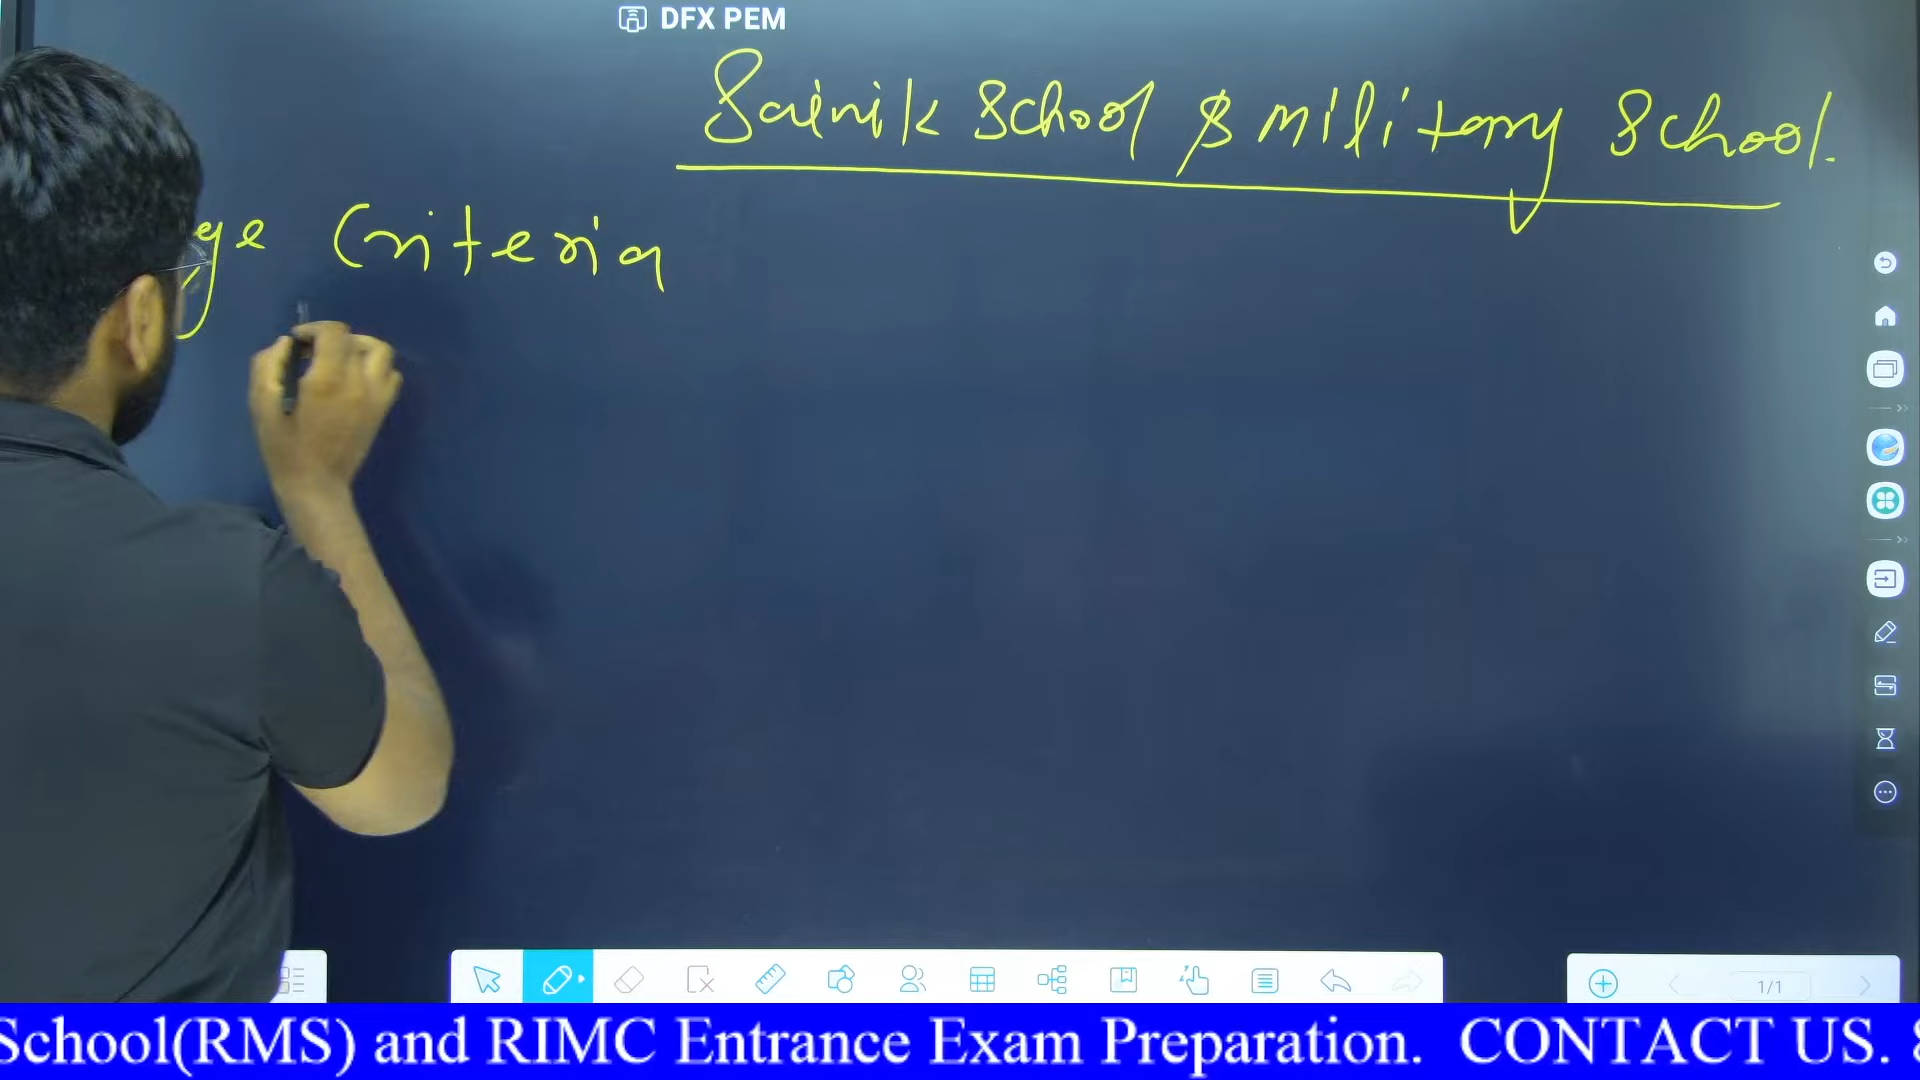 DFX PEM
Sainik School & military School.
ge Criteria
1/1
School(RMS) and RIMC Entrance Exam Preparation. CONTACT US. 8